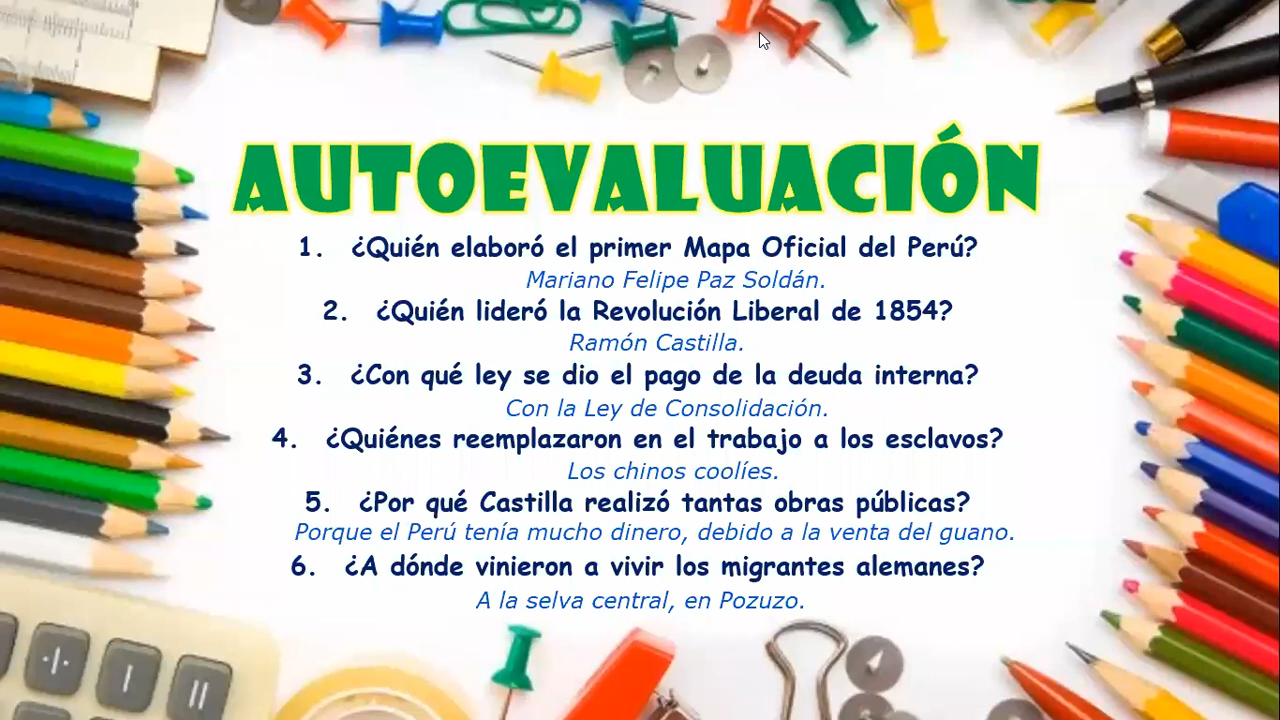 AUTOEVALUACIÓN
1. ¿Quién elaboró el primer Mapa Oficial del Perú?
Mariano Felipe Paz Soldán.
2. ¿Quién lideró la Revolución Liberal de 1854?
Ramón Castilla.
3. ¿Con qué ley se dio el pago de la deuda interna?
Con la Ley de Consolidación.
4. ¿Quiénes reemplazaron en el trabajo a los esclavos?
Los chinos coolíes.
5. ¿Por qué Castilla realizó tantas obras públicas?
Porque el Perú tenía mucho dinero, debido a la venta del guano.
6. ¿A dónde vinieron a vivir los migrantes alemanes?
A la selva central, en Pozuzo.